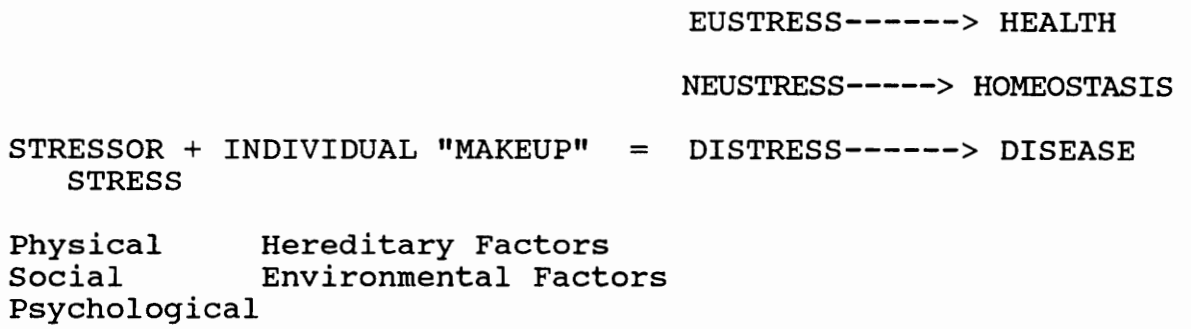 EUSTRESS------> HEALTH
NEUSTRESS-----> HOMEOSTASIS
STRESSOR + INDIVIDUAL "MAKEUP" = DISTRESS------> DISEASE
STRESS
Physical Hereditary Factors
Social Environmental Factors
Psychological